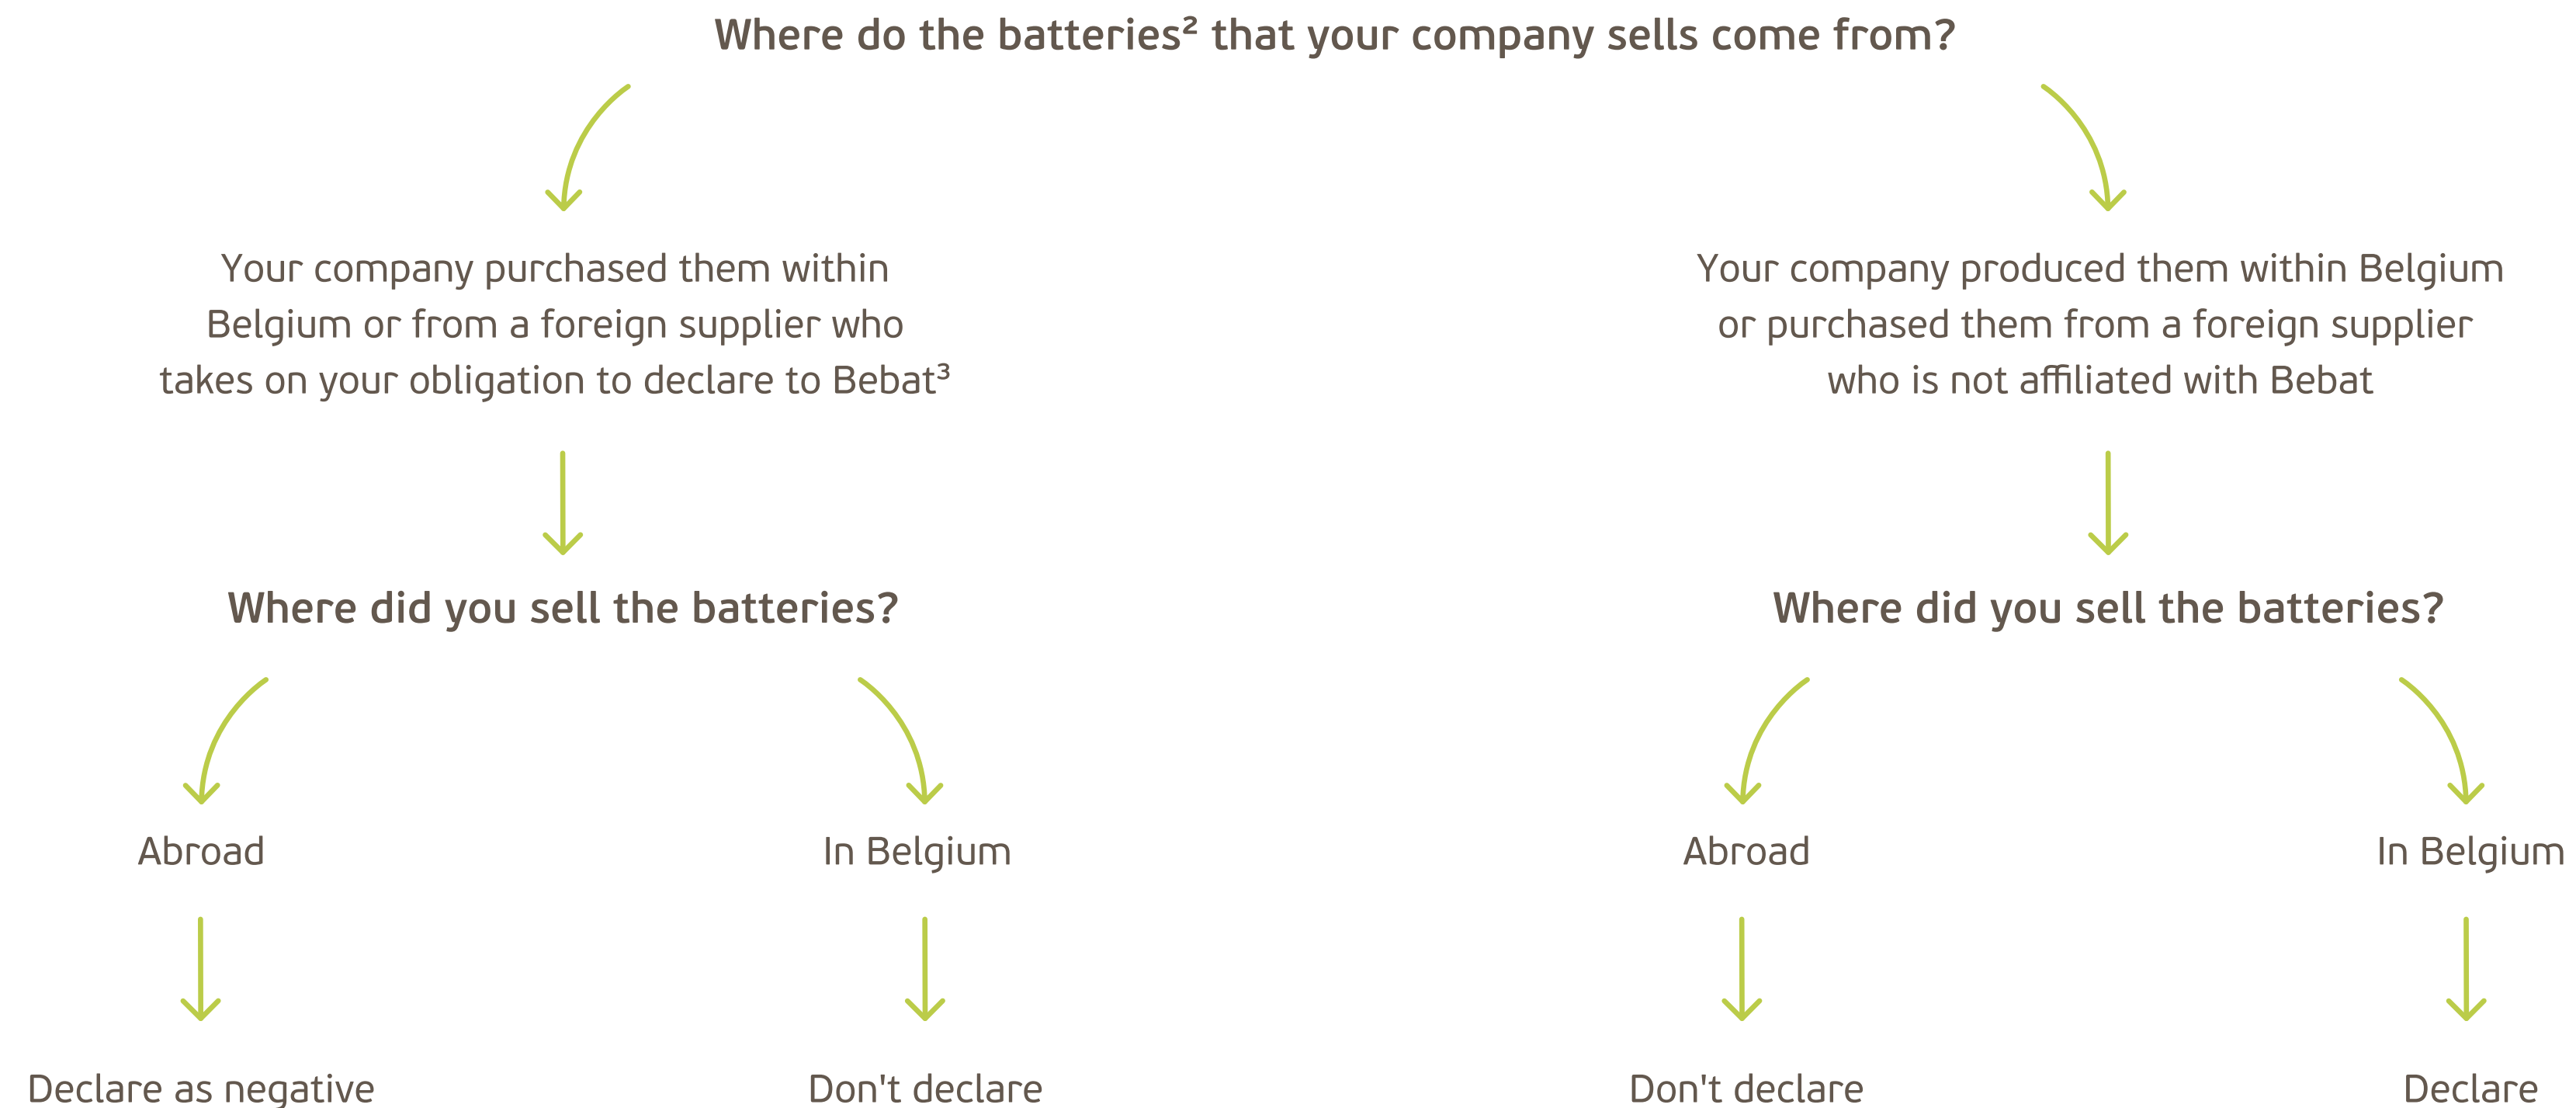 Where do the batteries² that your company sells come from?
Your company purchased them within
Belgium or from a foreign supplier who
takes on your obligation to declare to Bebat³
Your company produced them within Belgium
or purchased them from a foreign supplier
who is not affiliated with Bebat
Where did you sell the batteries?
Where did you sell the batteries?
Abroad
In Belgium
Abroad
In Belgium
Declare as negative
Don't declare
Don't declare
Declare